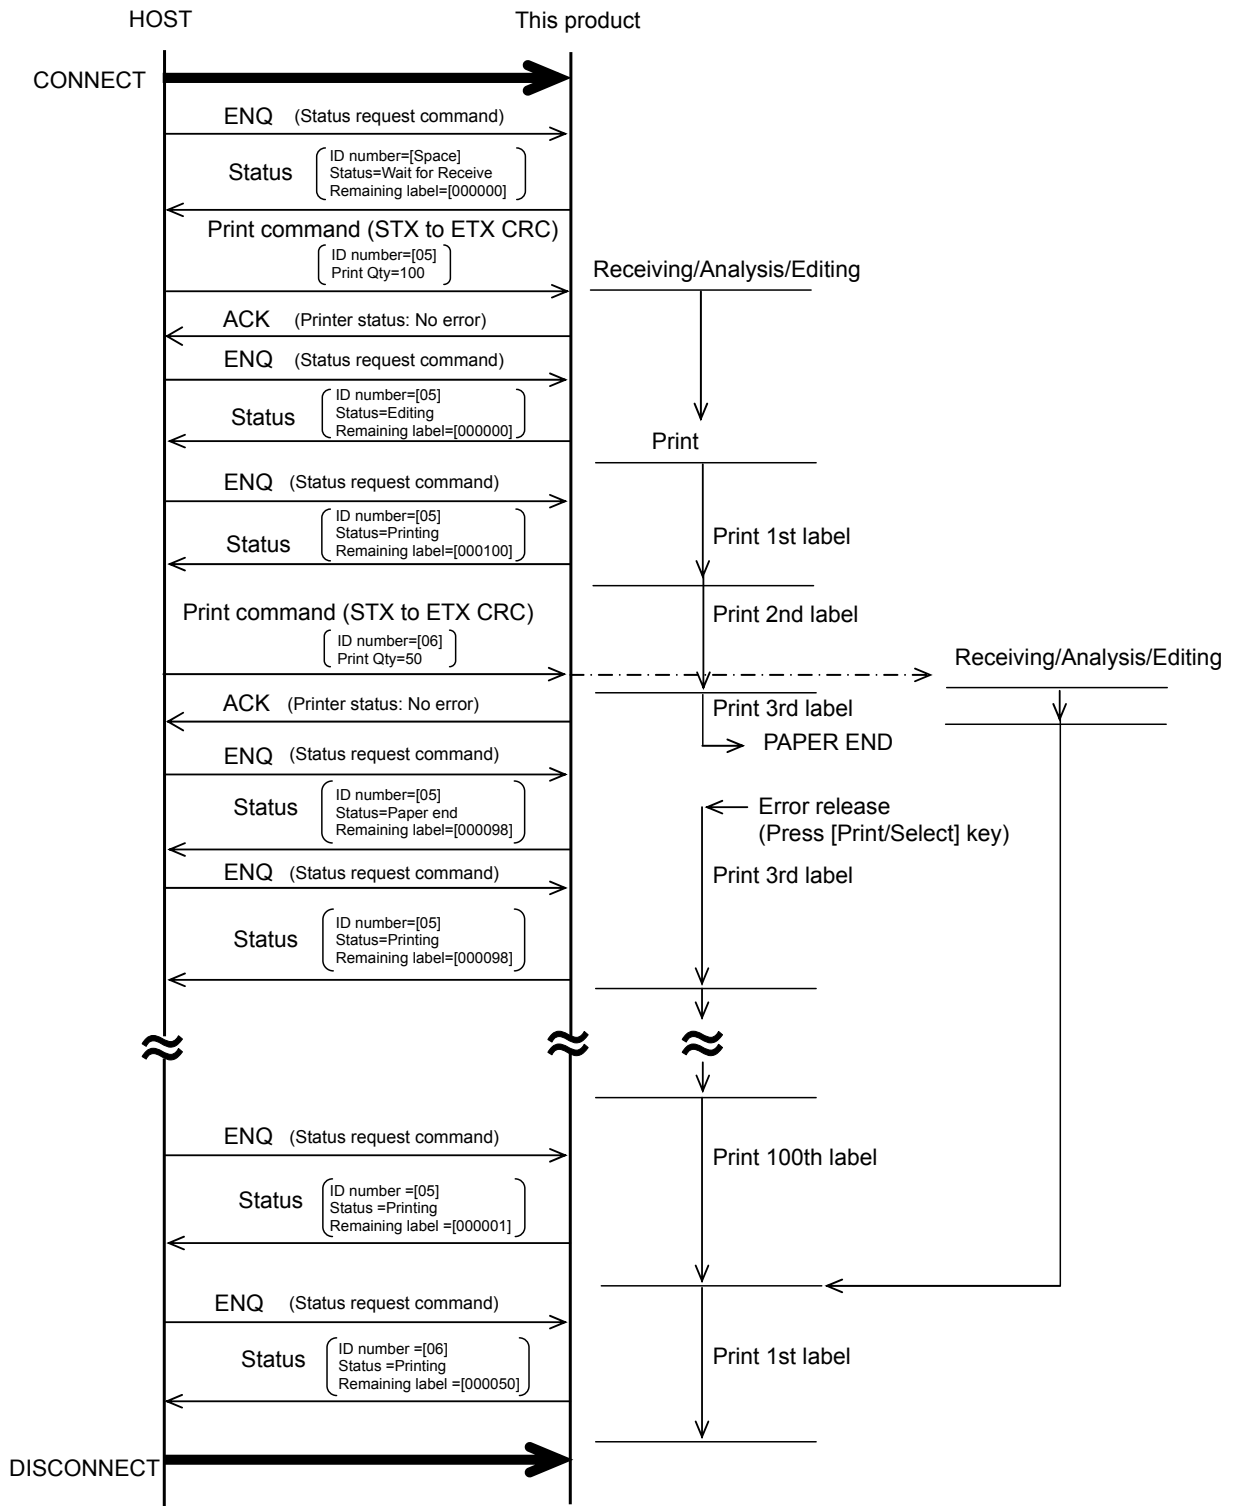 HOST
This product
CONNECT
ENQ (Status request command)
Status
ID number=[Space]
Status=Wait for Receive
Remaining label=[000000]
Print command (STX to ETX CRC)
ID number=[05]
Print Qty=100
Receiving/Analysis/Editing
ACK (Printer status: No error)
ENQ (Status request command)
Status
ID number=[05]
Status=Editing
Remaining label=[000000]
Print
ENQ (Status request command)
Status
ID number=[05]
Status=Printing
Remaining label=[000100]
Print 1st label
Print command (STX to ETX CRC)
ID number=[06]
Print Qty=50
Print 2nd label
Receiving/Analysis/Editing
ACK (Printer status: No error)
Print 3rd label
PAPER END
ENQ (Status request command)
Status
ID number=[05]
Status=Paper end
Remaining label=[000098]
Error release
(Press [Print/Select] key)
ENQ (Status request command)
Print 3rd label
Status
ID number=[05]
Status=Printing
Remaining label=[000098]
ENQ (Status request command)
Print 100th label
Status
ID number =[05]
Status =Printing
Remaining label =[000001]
ENQ (Status request command)
Status
ID number =[06]
Status =Printing
Remaining label =[000050]
Print 1st label
DISCONNECT